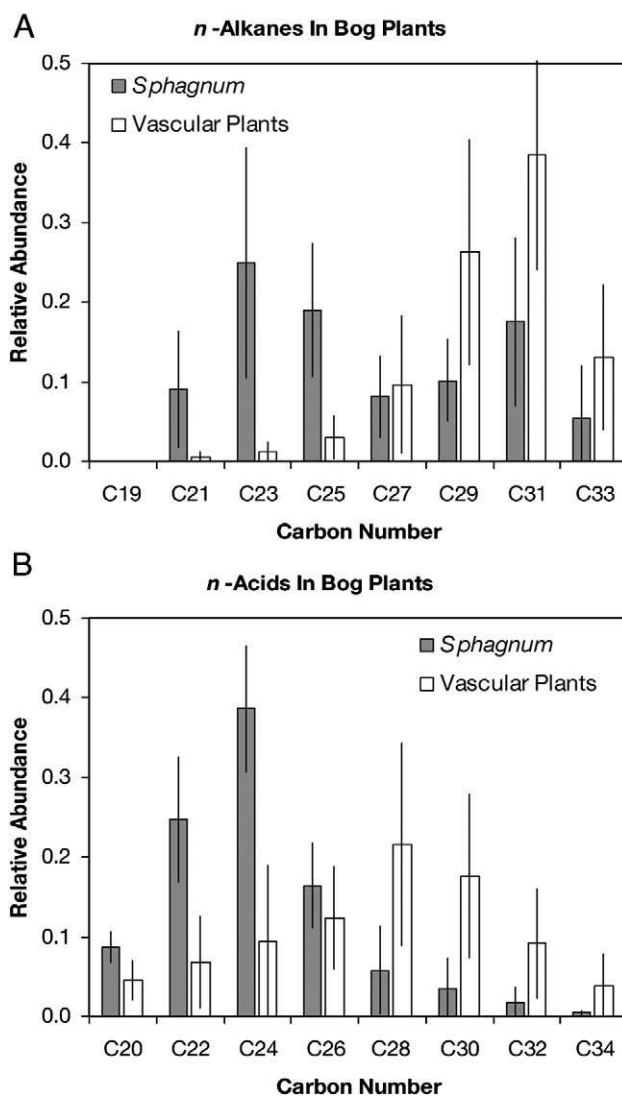 A
n -Alkanes In Bog Plants
Sphagnum
Vascular Plants
Relative Abundance
0.5
0.4
0.3
0.2
0.1
0.0
C19 C21 C23 C25 C27 C29 C31 C33
Carbon Number
B
n -Acids In Bog Plants
Sphagnum
Vascular Plants
Relative Abundance
0.5
0.4
0.3
0.2
0.1
0.0
C20 C22 C24 C26 C28 C30 C32 C34
Carbon Number